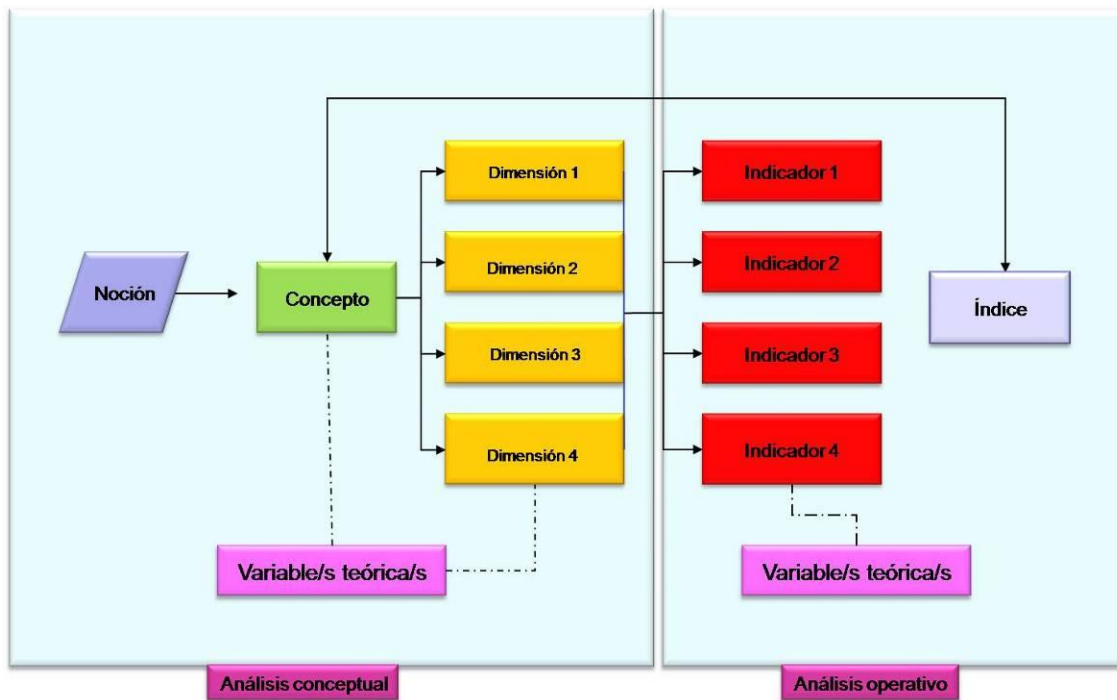 Noción
Concepto
Dimensión 1
Dimensión 2
Dimensión 3
Dimensión 4
Variable/s teórica/s
Análisis conceptual
Indicador 1
Indicador 2
Indicador 3
Indicador 4
Índice
Variable/s teórica/s
Análisis operativo